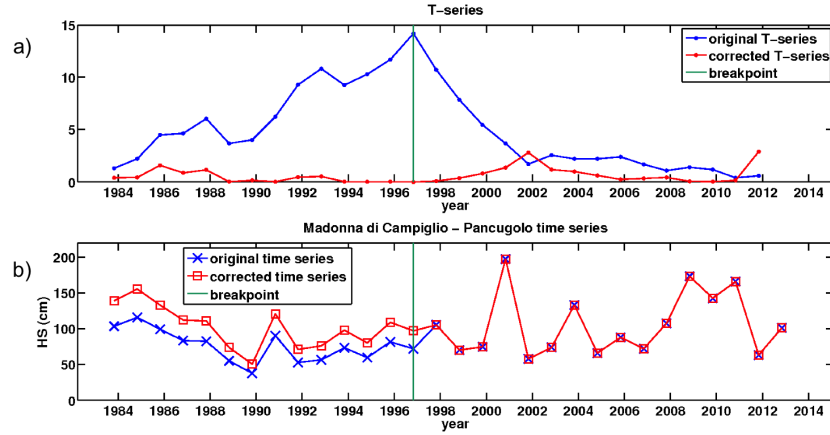 T-series
a)
15
10
5
0
original T-series
corrected T-series
breakpoint
1984 1986 1988 1990 1992 1994 1996 1998 2000 2002 2004 2006 2008 2010 2012 2014
year
Madonna di Campiglio - Pancugolo time series
b)
HS (cm)
200
150
100
50
0
original time series
corrected time series
breakpoint
1984 1986 1988 1990 1992 1994 1996 1998 2000 2002 2004 2006 2008 2010 2012 2014
year